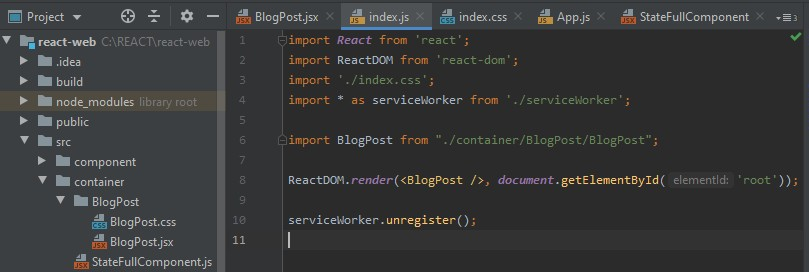 Project
BlogPost.jsx index.js index.css App.js StateFullComponent
react-web C:\REACT\react-web
.idea
build
node_modules library root
public
src
component
container
BlogPost
BlogPost.css
BlogPost.jsx
StateFullComponent.js
1 import React from 'react';
2 import ReactDOM from 'react-dom';
3 import './index.css';
4 import * as serviceWorker from './serviceWorker';
5
6 import BlogPost from "./container/BlogPost/BlogPost";
7
8 ReactDOM.render(<BlogPost />, document.getElementById( elementId: 'root'));
9
10 serviceWorker.unregister();
11